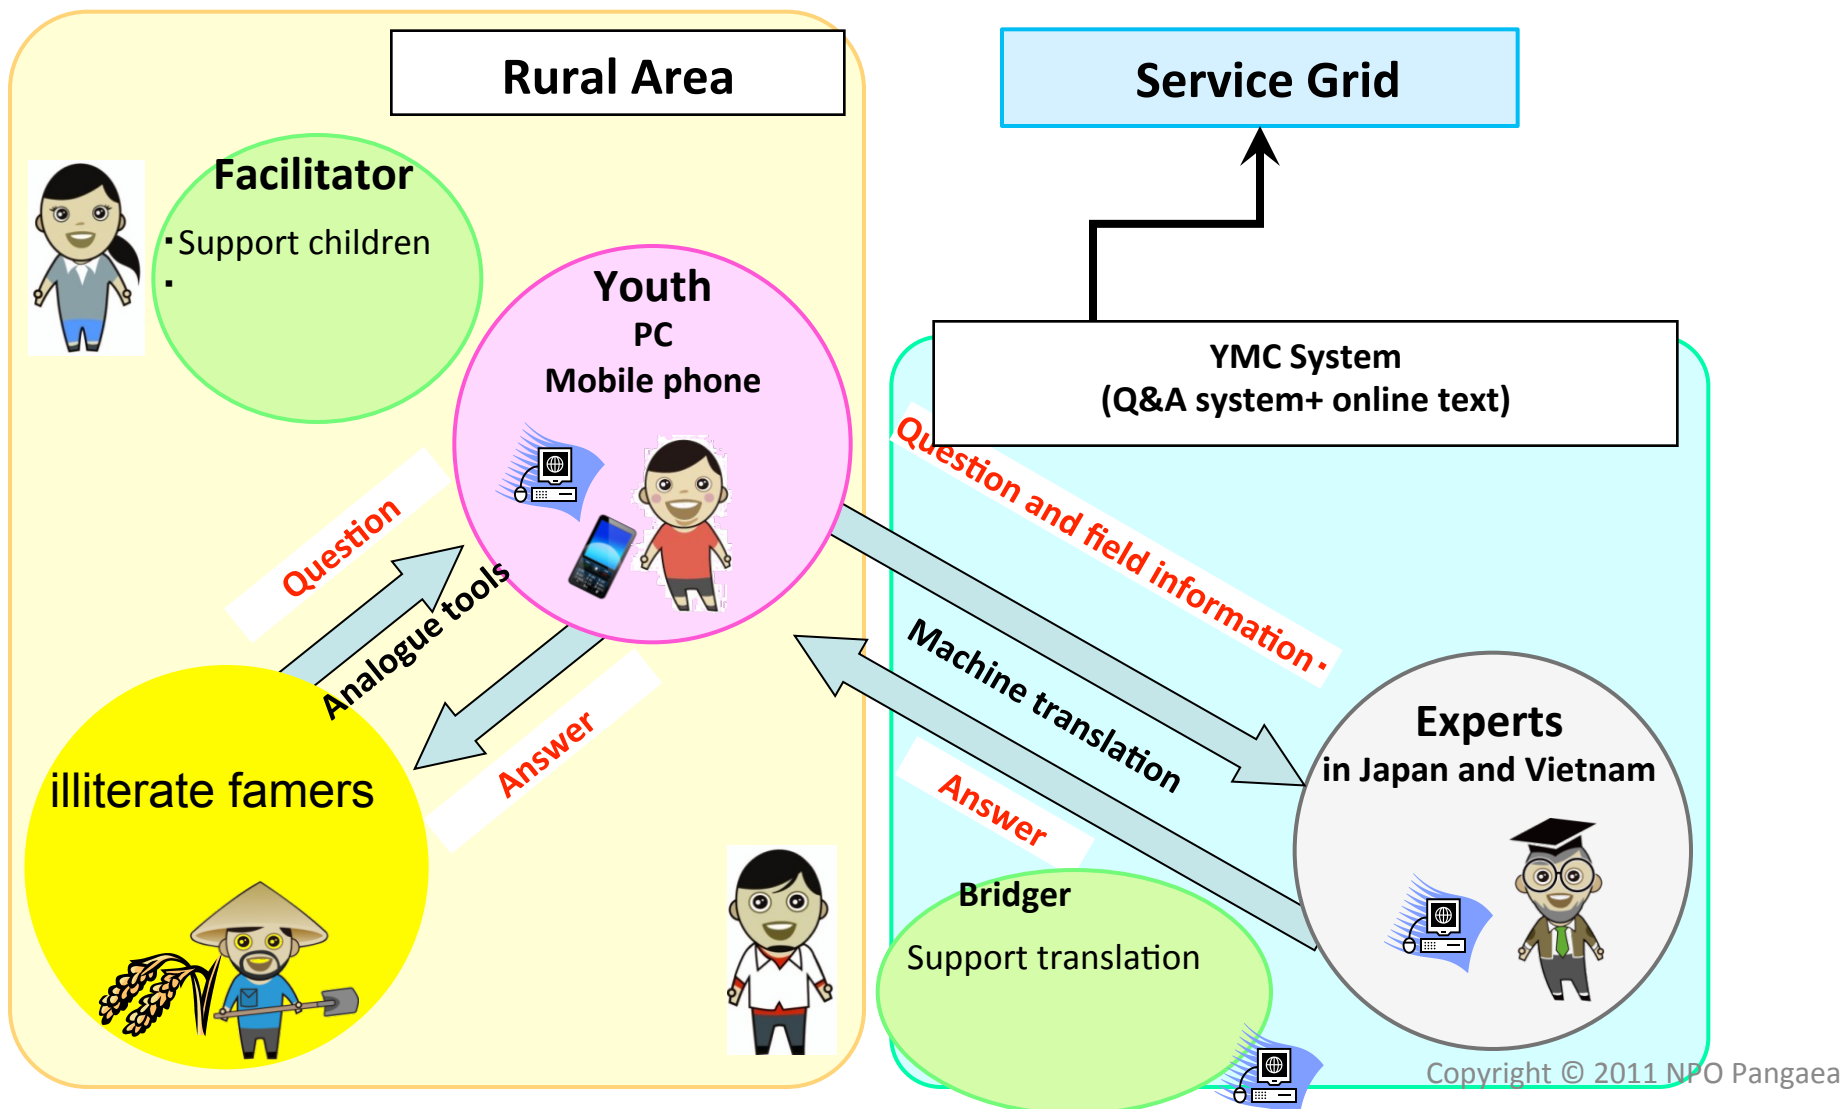 Rural Area
Service Grid
Facilitator
▪Support children
▪
Youth
PC
Mobile phone
YMC System
(Q&A system+ online text)
Question and field information▪
Question
Analogue tools
Answer
Machine translation
Answer
illiterate famers
Experts
in Japan and Vietnam
Bridger
Support translation
Copyright © 2011 NPO Pangaea